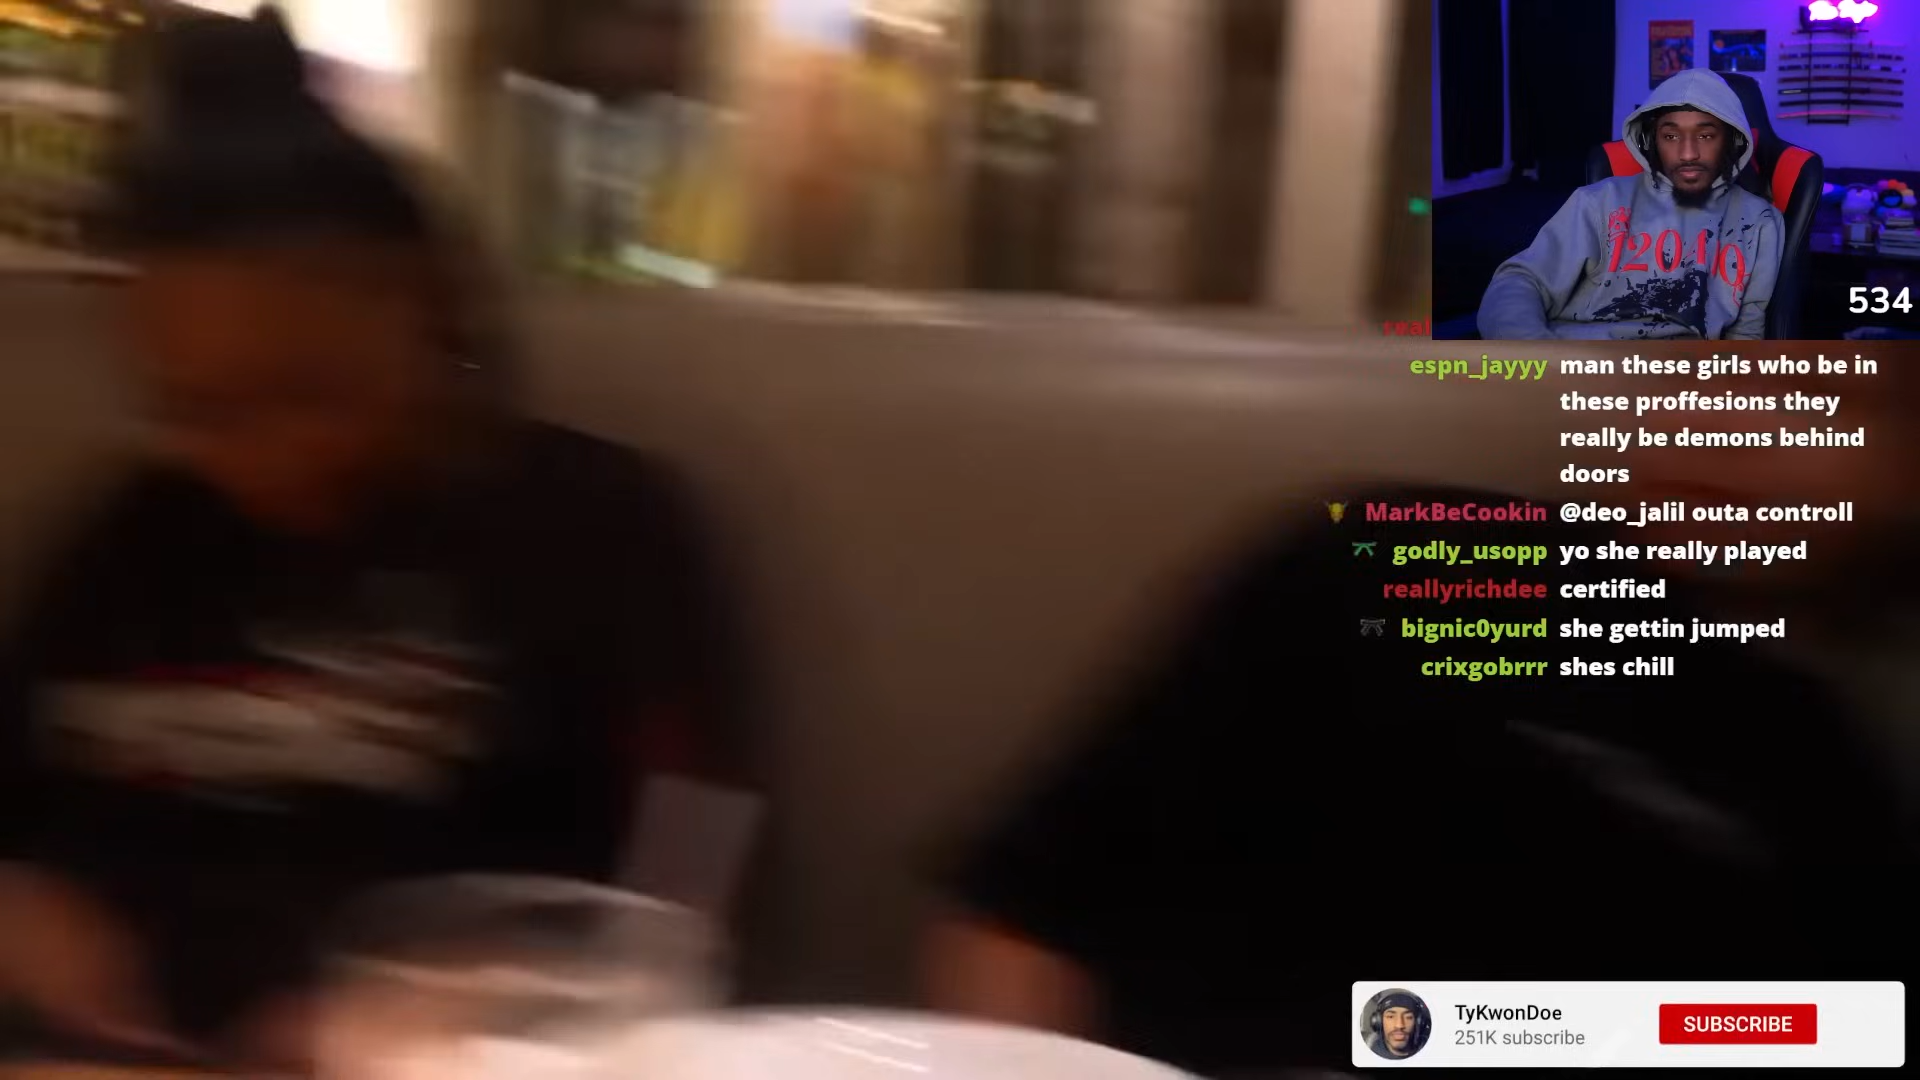 534
real
espn_jayyy man these girls who be in
these proffesions they
really be demons behind
doors
MarkBeCookin @deo_jalil outa controll
godly_usopp yo she really played
reallyrichdee certified
bignic0yurd she gettin jumped
crixgobrrr shes chill
TyKwonDoe
251K subscribe
SUBSCRIBE